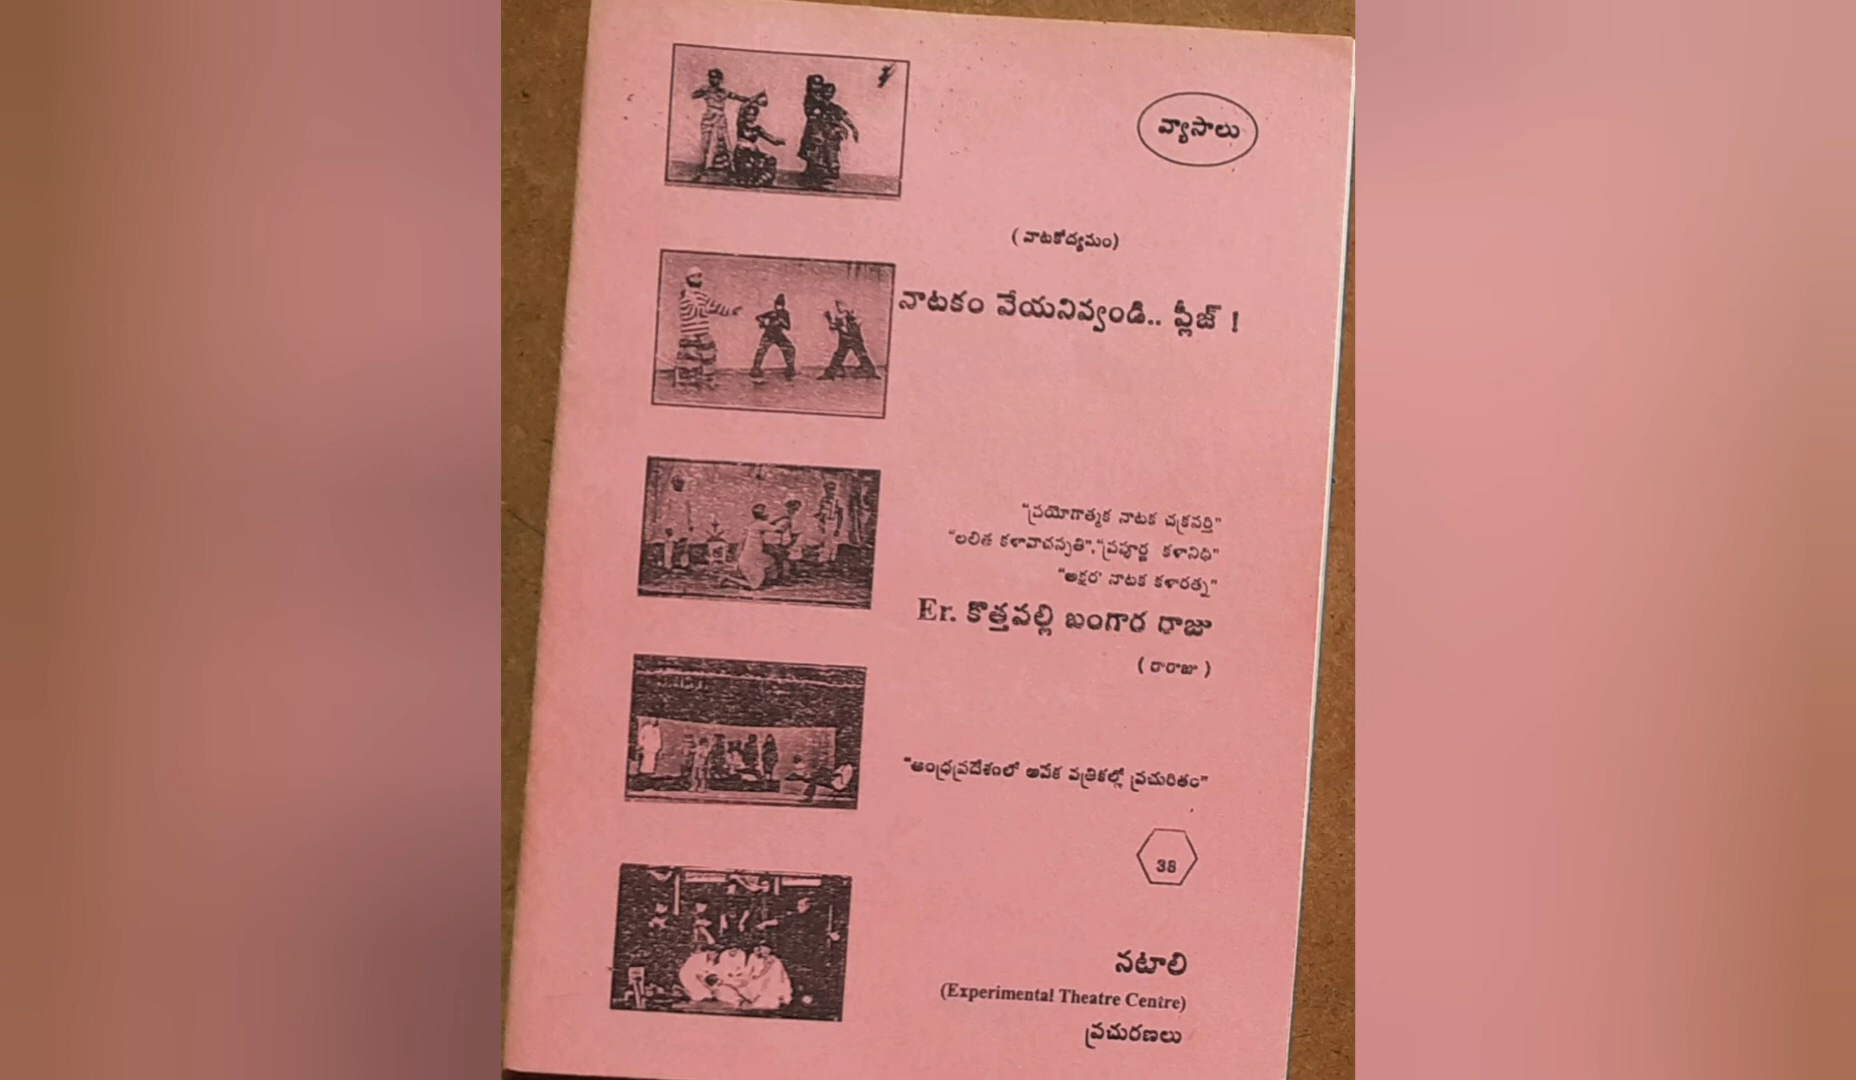 వ్యాసాలు
( నాటకోద్యమం)
నాటకం వేయనివ్వండి.. ప్లీజ్ !
"ప్రయోగాత్మక నాటక చక్రవర్తి"
"లలిత కళావాచస్పతి","ప్రపూర్ణ కళానిధి"
"అక్షర' నాటక కళారత్న"
Er. కొత్తపల్లి బంగార రాజు
( రారాజు )
"ఆంధ్రప్రదేశంలో అనేక పత్రికల్లో ప్రచురితం"
38
నటాలి
(Experimental Theatre Centre)
ప్రచురణలు